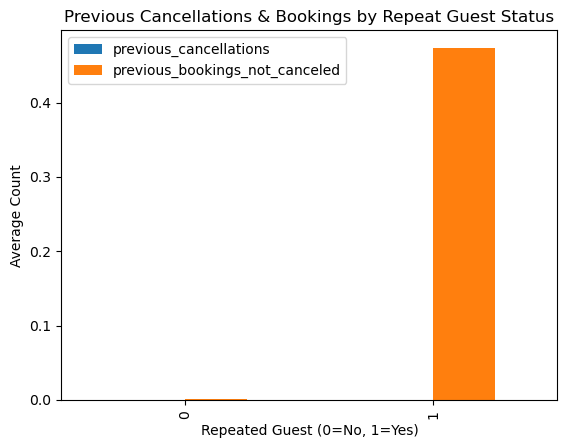 Previous Cancellations & Bookings by Repeat Guest Status
previous_cancellations
previous_bookings_not_canceled
Average Count
0.4
0.3
0.2
0.1
0.0
0
1
Repeated Guest (0=No, 1=Yes)